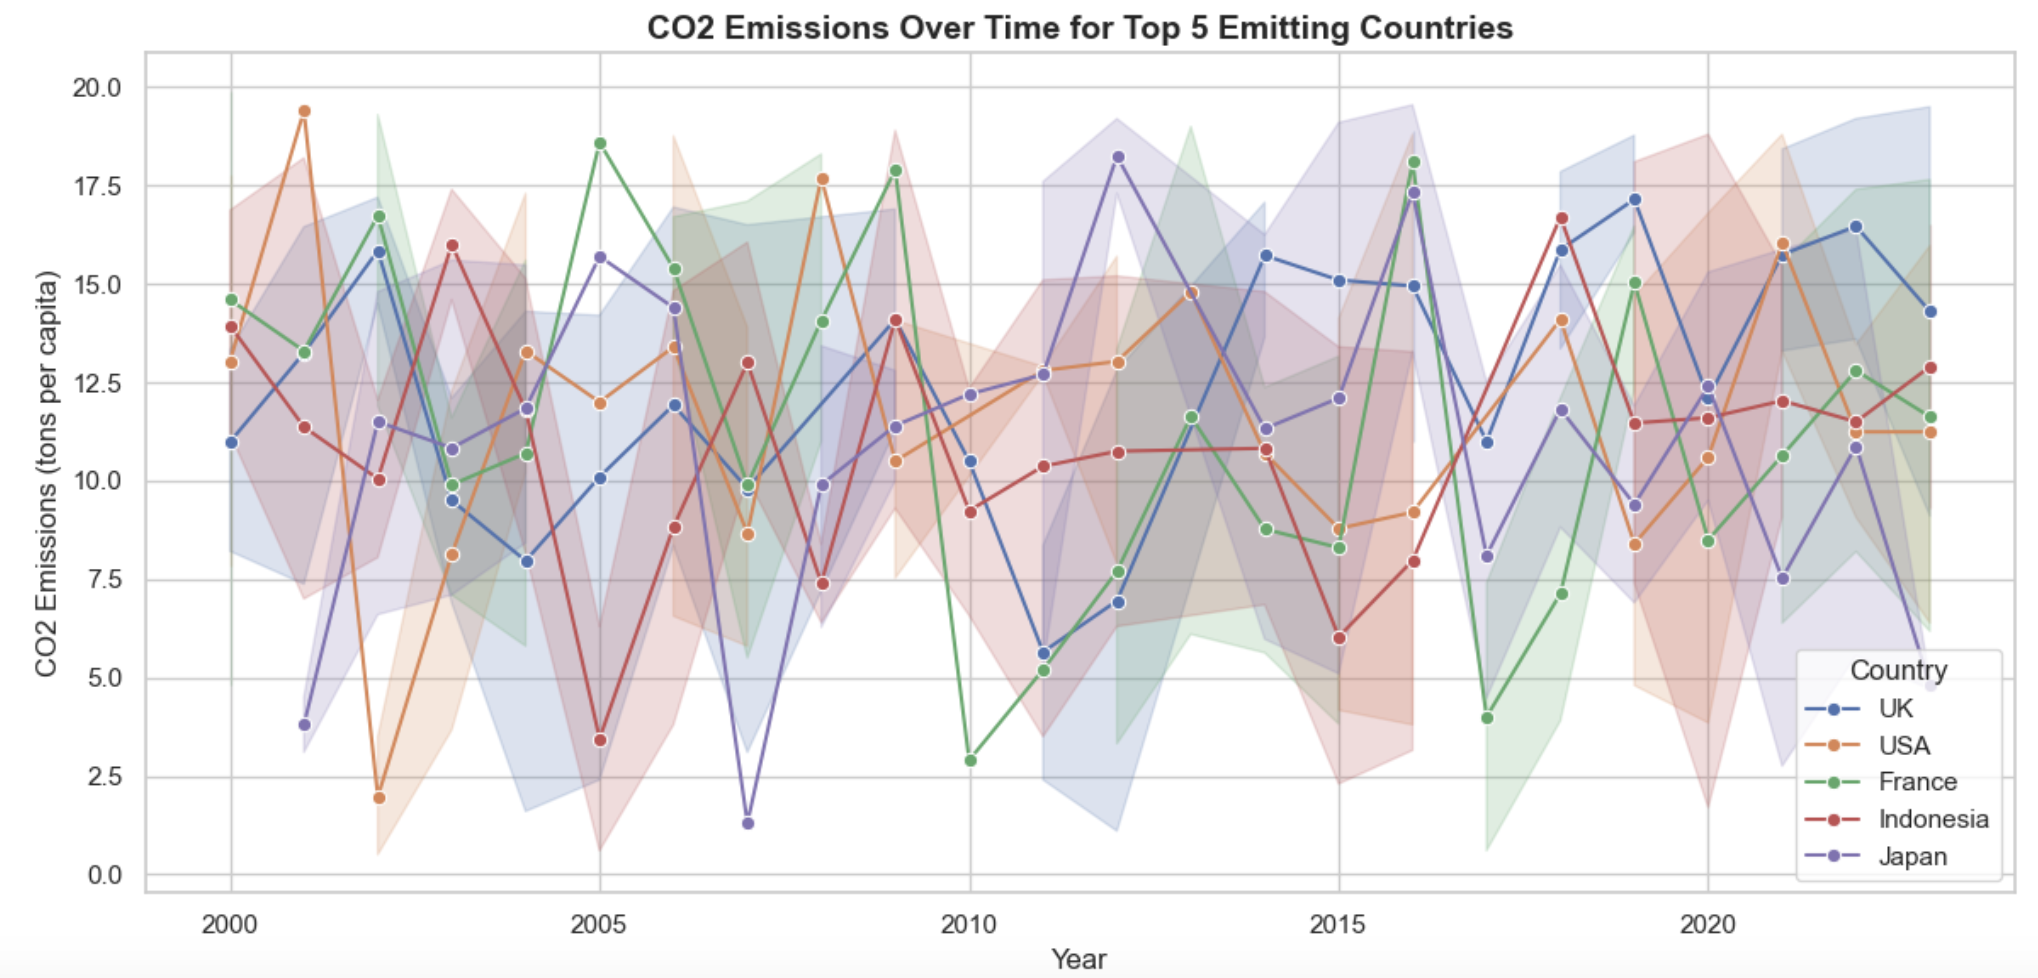 CO2 Emissions Over Time for Top 5 Emitting Countries
20.0
17.5
15.0
12.5
10.0
7.5
5.0
2.5
0.0
CO2 Emissions (tons per capita)
Country
UK
USA
France
Indonesia
Japan
2000 2005 2010 2015 2020
Year